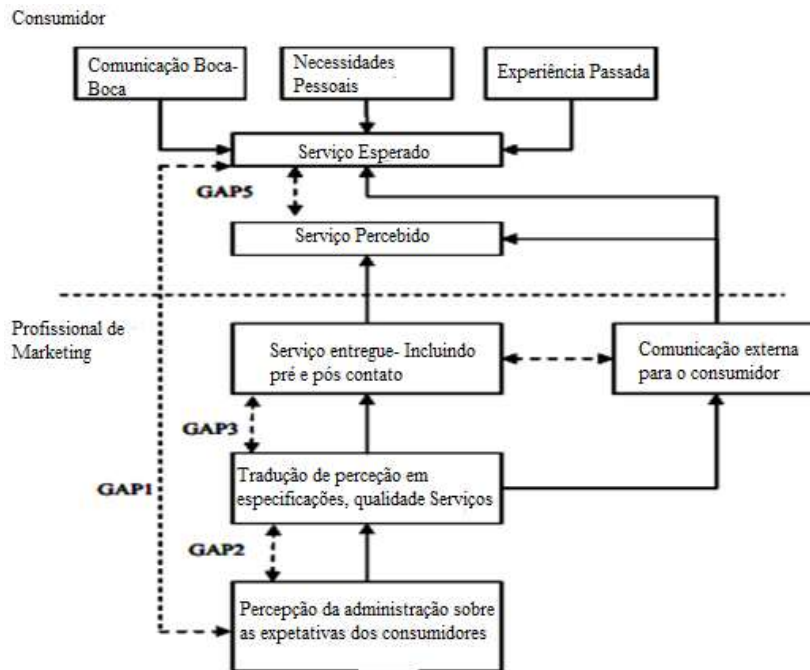 Consumidor
Comunicação Boca-
Boca
Necessidades
Pessoais
Experiência Passada
Serviço Esperado
GAP5
Serviço Percebido
Profissional de
Marketing
Serviço entregue- Incluindo
pré e pós contato
Comunicação externa
para o consumidor
GAP3
Tradução de perceção em
especificações, qualidade Serviços
GAP1
GAP2
Percepção da administração sobre
as expetativas dos consumidores